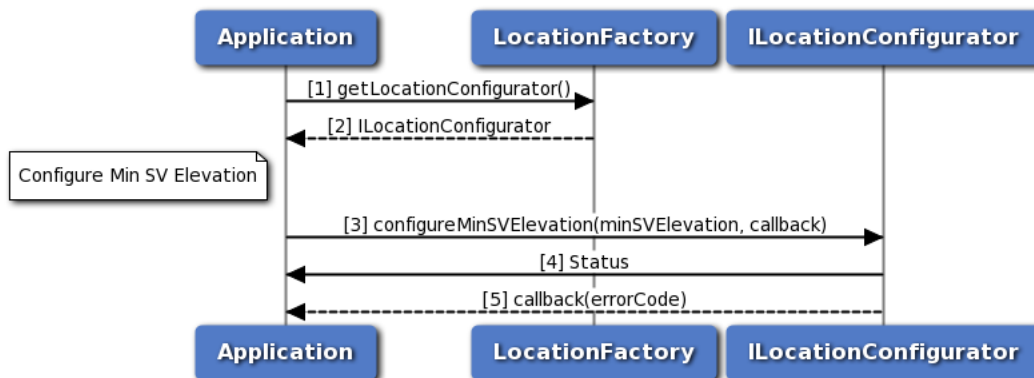 Application
LocationFactory
ILocationConfigurator
[1] getLocationConfigurator()
[2] ILocationConfigurator
Configure Min SV Elevation
[3] configureMinSVElevation(minSVElevation, callback)
[4] Status
[5] callback(errorCode)
Application
LocationFactory
ILocationConfigurator